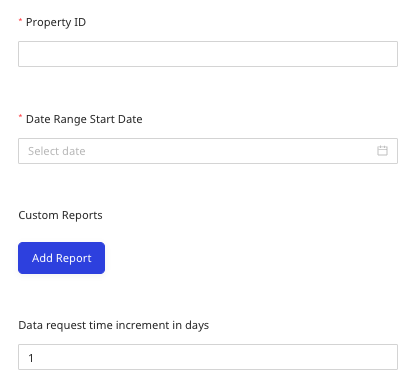 * Property ID
* Date Range Start Date
Select date
Custom Reports
Add Report
Data request time increment in days
1